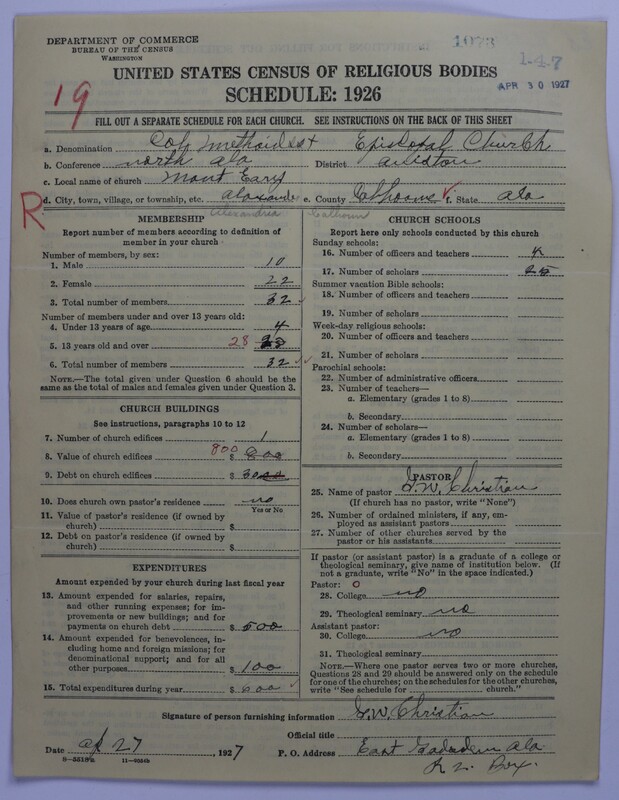 DEPARTMENT OF COMMERCE
BUREAU OF THE CENSUS
WASHINGTON
1073
1-4-7
APR 30 1927
19
UNITED STATES CENSUS OF RELIGIOUS BODIES
SCHEDULE: 1926
FILL OUT A SEPARATE SCHEDULE FOR EACH CHURCH. SEE INSTRUCTIONS ON THE BACK OF THIS SHEET
a. Denomination Episcopal Church
b. Conference north ala District
c. Local name of church Mont Eary
R
d. City, town, village, or township, etc. e. County f. State Ala
Alexandria Calhoun
MEMBERSHIP
Report number of members according to definition of
member in your church
Number of members, by sex:
1. Male 10
2. Female 22
3. Total number of members 32
Number of members under and over 13 years old:
4. Under 13 years of age 4
5. 13 years old and over 28
6. Total number of members 32
NOTE.—The total given under Question 6 should be the
same as the total of males and females given under Question 3.
CHURCH BUILDINGS
See instructions, paragraphs 10 to 12
7. Number of church edifices 1
8. Value of church edifices 800 $ 800
9. Debt on church edifices $
10. Does church own pastor's residence no
Yes or No
11. Value of pastor's residence (if owned by
church) $
12. Debt on pastor's residence (if owned by
church) $
EXPENDITURES
Amount expended by your church during last fiscal year
13. Amount expended for salaries, repairs,
and other running expenses; for im-
provements or new buildings; and for
payments on church debt $ 500
14. Amount expended for benevolences, in-
cluding home and foreign missions; for
denominational support; and for all
other purposes $ 100
15. Total expenditures during year $ 600
CHURCH SCHOOLS
Report here only schools conducted by this church
Sunday schools:
16. Number of officers and teachers 4
17. Number of scholars 25
Summer vacation Bible schools:
18. Number of officers and teachers
19. Number of scholars
Week-day religious schools:
20. Number of officers and teachers
21. Number of scholars
Parochial schools:
22. Number of administrative officers
23. Number of teachers—
a. Elementary (grades 1 to 8)
b. Secondary
24. Number of scholars—
a. Elementary (grades 1 to 8)
b. Secondary
PASTOR
25. Name of pastor G.W. Christian
(If church has no pastor, write "None")
26. Number of ordained ministers, if any, em-
ployed as assistant pastors
27. Number of other churches served by the
pastor or his assistants
If pastor (or assistant pastor) is a graduate of a college or
theological seminary, give name of institution below. (If
not a graduate, write "No" in the space indicated.)
Pastor: O
28. College no
29. Theological seminary no
Assistant pastor:
30. College no
31. Theological seminary
NOTE.—Where one pastor serves two or more churches,
Questions 28 and 29 should be answered only on the schedule
for one of the churches; on the schedules for the other churches,
write "See schedule for church."
Signature of person furnishing information G.W. Christian
Official title
Date ap 27, 1927 P. O. Address East Gadsden Ala
Box